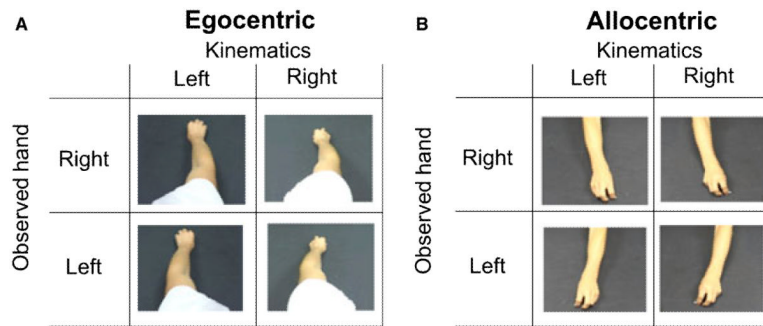 A
Egocentric
Kinematics
Left
Right
Observed hand
Right
Left
B
Allocentric
Kinematics
Left
Right
Observed hand
Right
Left